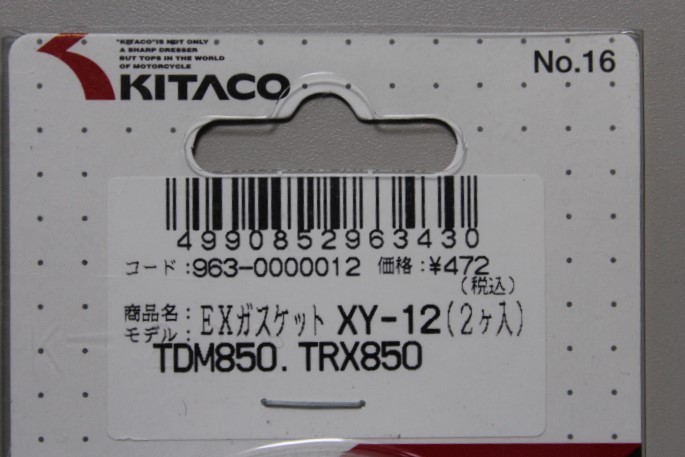 "KITACO"IS NOT ONLY
A SHARP DRESSER
BUT TOPS IN THE WORLD
OF MOTORCYCLE
KITACO
No.16
4990852963430
コード:963-0000012 価格:¥472
(税込)
商品名:EXガスケット XY-12(2ヶ入)
モデル:
TDM850. TRX850